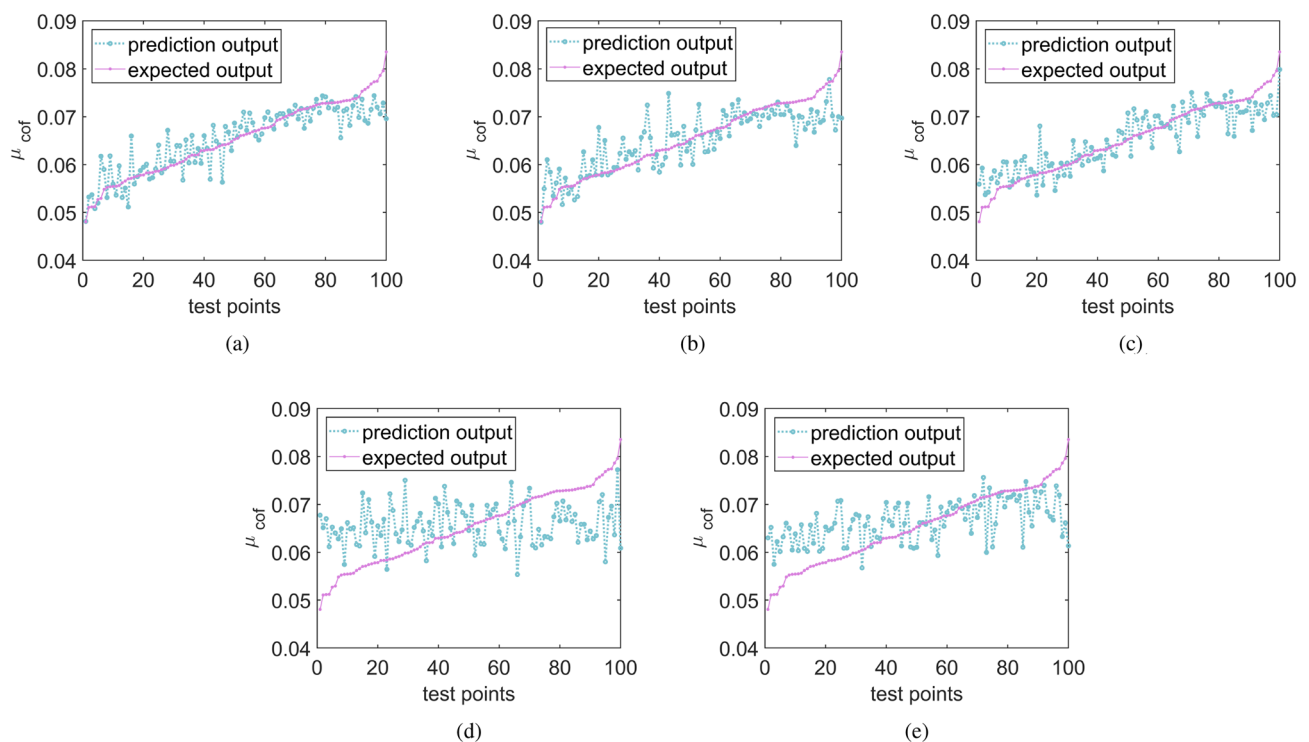 0.09
0.08
0.07
0.06
0.05
0.04
μ cof
prediction output
expected output
0 20 40 60 80 100
test points
(a)
0.09
0.08
0.07
0.06
0.05
0.04
μ cof
prediction output
expected output
0 20 40 60 80 100
test points
(b)
0.09
0.08
0.07
0.06
0.05
0.04
μ cof
prediction output
expected output
0 20 40 60 80 100
test points
(c)
0.09
0.08
0.07
0.06
0.05
0.04
μ cof
prediction output
expected output
0 20 40 60 80 100
test points
(d)
0.09
0.08
0.07
0.06
0.05
0.04
μ cof
prediction output
expected output
0 20 40 60 80 100
test points
(e)